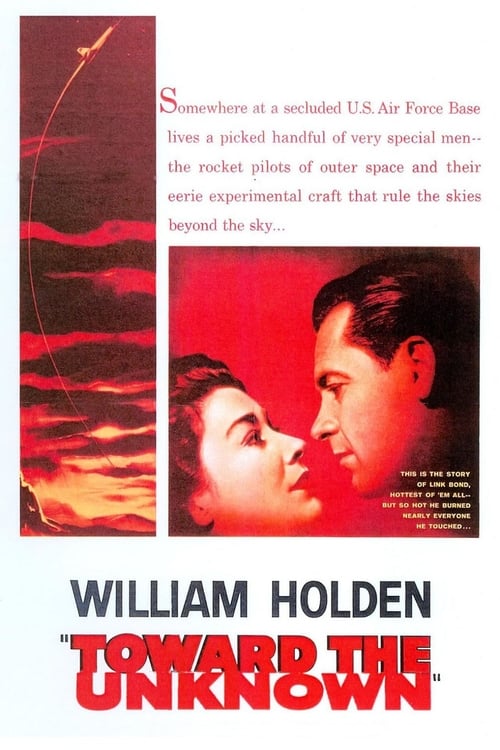 Somewhere at a secluded U.S. Air Force Base
lives a picked handful of very special men--
the rocket pilots of outer space and their
eerie experimental craft that rule the skies
beyond the sky...
THIS IS THE STORY
OF LINK BOND,
HOTTEST OF 'EM ALL--
BUT SO HOT HE BURNED
NEARLY EVERYONE
HE TOUCHED...
WILLIAM HOLDEN
"TOWARD THE
UNKNOWN"